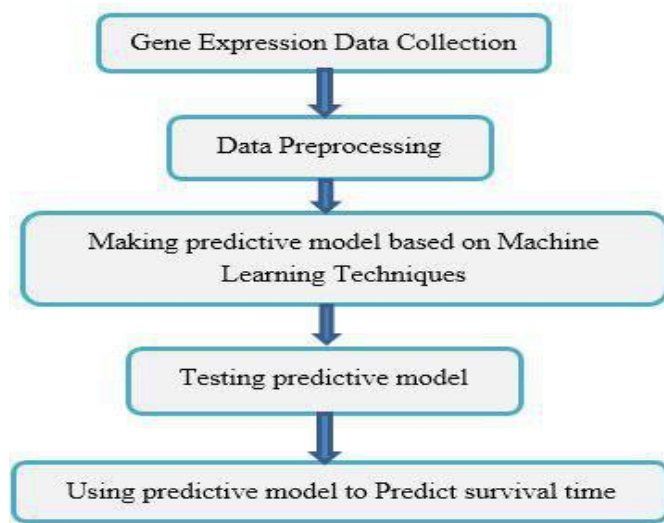 Gene Expression Data Collection
Data Preprocessing
Making predictive model based on Machine
Learning Techniques
Testing predictive model
Using predictive model to Predict survival time